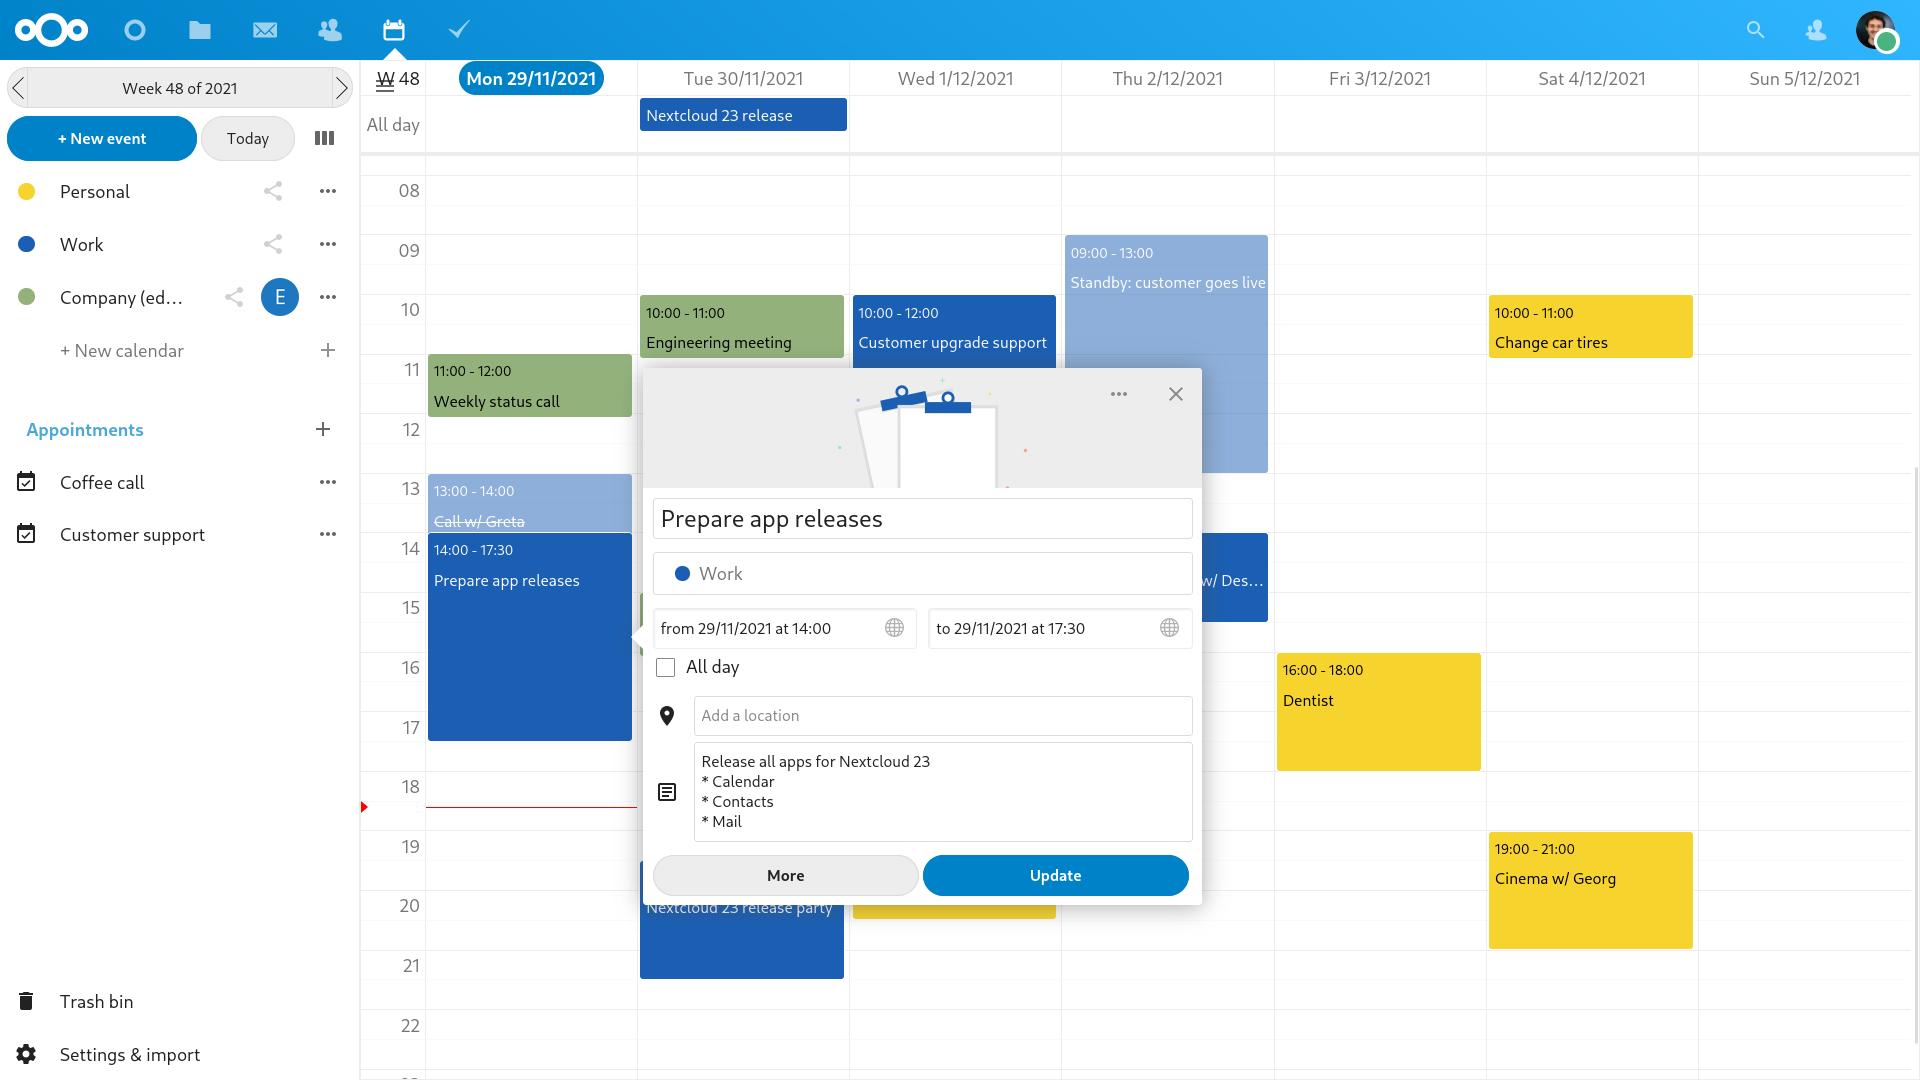 Week 48 of 2021
+ New event
Today
Personal
Work
Company (ed...
E
+ New calendar
Appointments
Coffee call
Customer support
Trash bin
Settings & import
W 48
Mon 29/11/2021
Tue 30/11/2021
Wed 1/12/2021
Thu 2/12/2021
Fri 3/12/2021
Sat 4/12/2021
Sun 5/12/2021
All day
Nextcloud 23 release
08
09
10
11
12
13
14
15
16
17
18
19
20
21
22
11:00 - 12:00
Weekly status call
13:00 - 14:00
Call w/ Greta
14:00 - 17:30
Prepare app releases
10:00 - 11:00
Engineering meeting
Nextcloud 23 release party
10:00 - 12:00
Customer upgrade support
09:00 - 13:00
Standby: customer goes live
w/ Des...
16:00 - 18:00
Dentist
10:00 - 11:00
Change car tires
19:00 - 21:00
Cinema w/ Georg
Prepare app releases
Work
from 29/11/2021 at 14:00
to 29/11/2021 at 17:30
All day
Add a location
Release all apps for Nextcloud 23
* Calendar
* Contacts
* Mail
More
Update